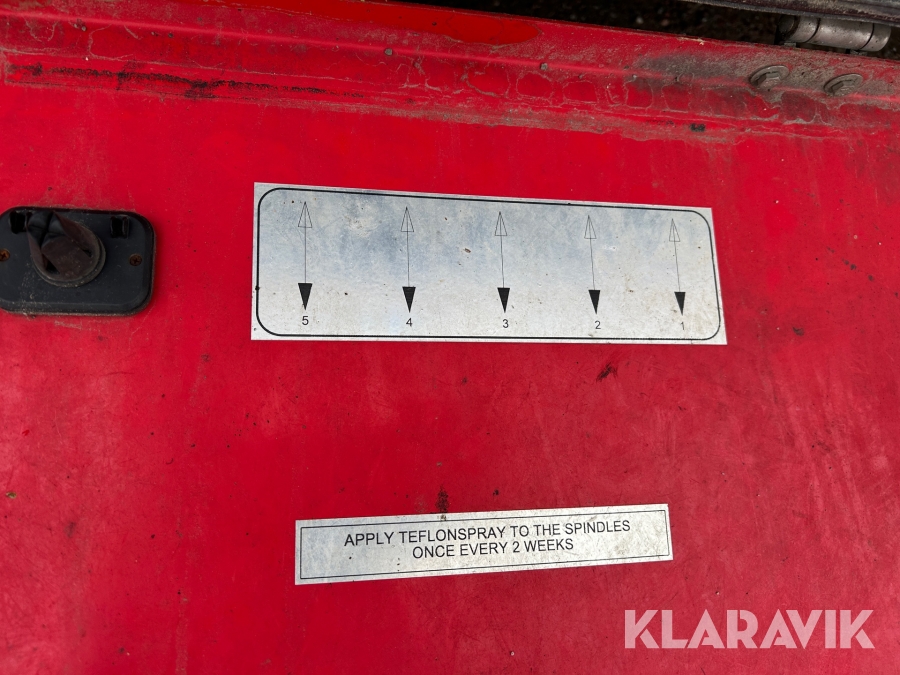 5 4 3 2 1
APPLY TEFLONSPRAY TO THE SPINDLES
ONCE EVERY 2 WEEKS
KLARAVIK